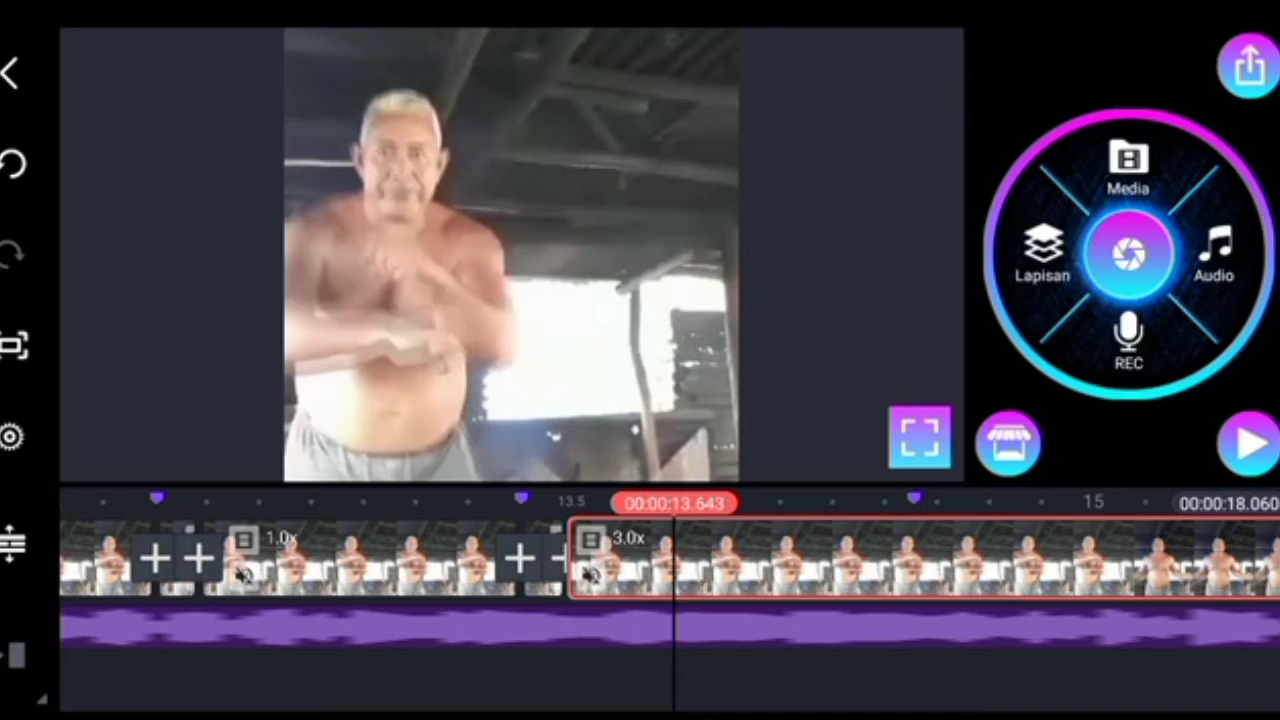 Media
Lapisan
Audio
REC
13.5
00:00:13.643
15
00:00:18.060
1.0x
3.0x